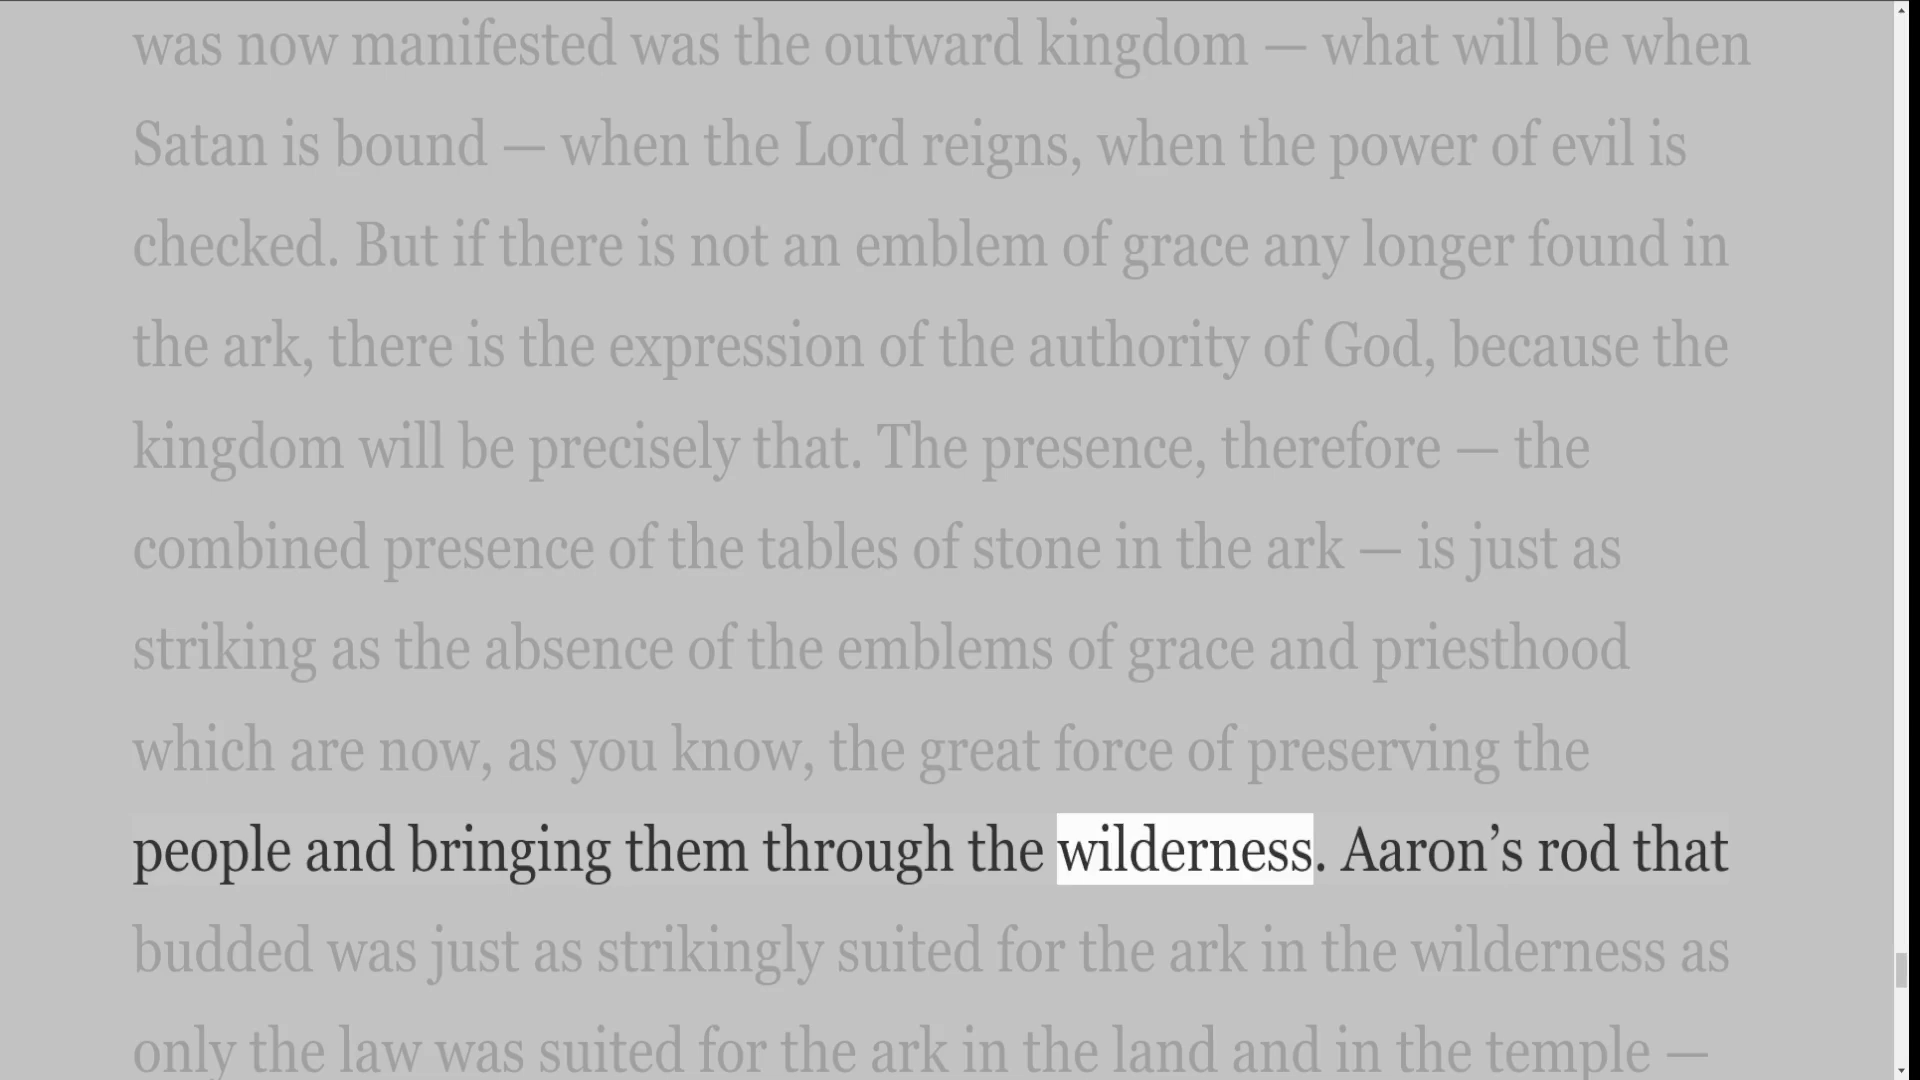 was now manifested was the outward kingdom — what will be when
Satan is bound — when the Lord reigns, when the power of evil is
checked. But if there is not an emblem of grace any longer found in
the ark, there is the expression of the authority of God, because the
kingdom will be precisely that. The presence, therefore — the
combined presence of the tables of stone in the ark — is just as
striking as the absence of the emblems of grace and priesthood
which are now, as you know, the great force of preserving the
people and bringing them through the wilderness. Aaron’s rod that
budded was just as strikingly suited for the ark in the wilderness as
only the law was suited for the ark in the land and in the temple —